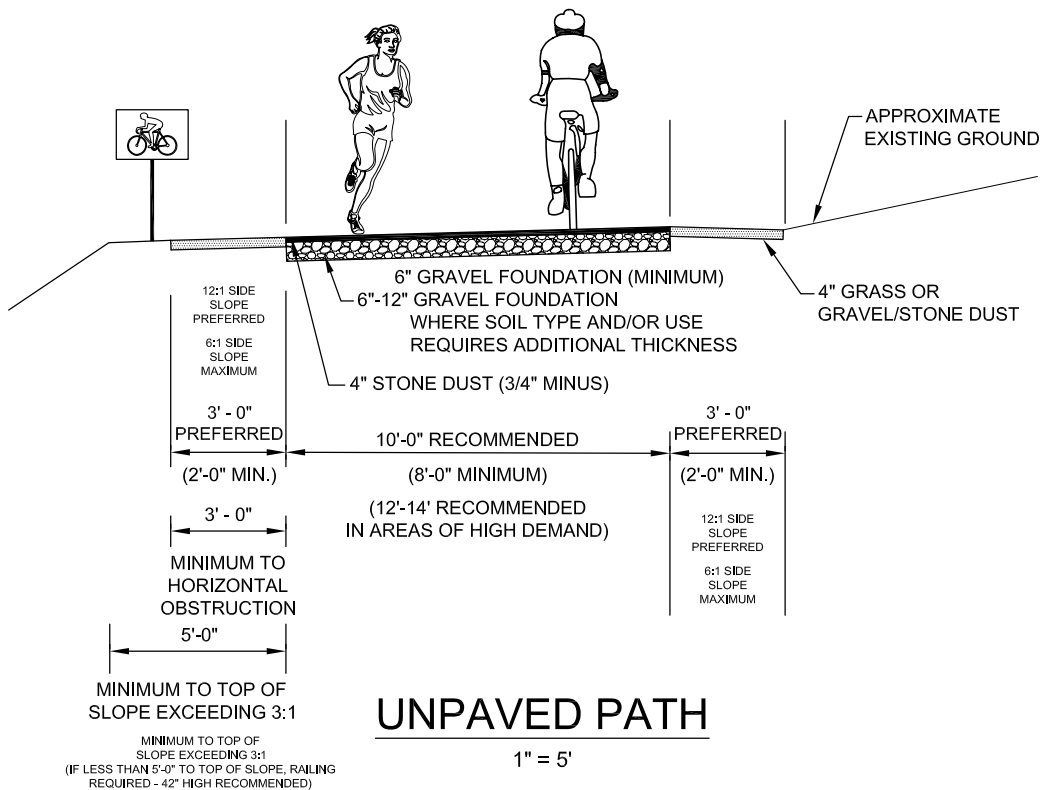 APPROXIMATE
EXISTING GROUND
6" GRAVEL FOUNDATION (MINIMUM)
6"-12" GRAVEL FOUNDATION
WHERE SOIL TYPE AND/OR USE
REQUIRES ADDITIONAL THICKNESS
4" STONE DUST (3/4" MINUS)
4" GRASS OR
GRAVEL/STONE DUST
12:1 SIDE
SLOPE
PREFERRED
6:1 SIDE
SLOPE
MAXIMUM
3' - 0"
PREFERRED
(2'-0" MIN.)
10'-0" RECOMMENDED
(8'-0" MINIMUM)
(12'-14' RECOMMENDED
IN AREAS OF HIGH DEMAND)
3' - 0"
PREFERRED
(2'-0" MIN.)
12:1 SIDE
SLOPE
PREFERRED
6:1 SIDE
SLOPE
MAXIMUM
3' - 0"
MINIMUM TO
HORIZONTAL
OBSTRUCTION
5'-0"
MINIMUM TO TOP OF
SLOPE EXCEEDING 3:1
MINIMUM TO TOP OF
SLOPE EXCEEDING 3:1
(IF LESS THAN 5'-0" TO TOP OF SLOPE, RAILING
REQUIRED - 42" HIGH RECOMMENDED)
UNPAVED PATH
1" = 5'